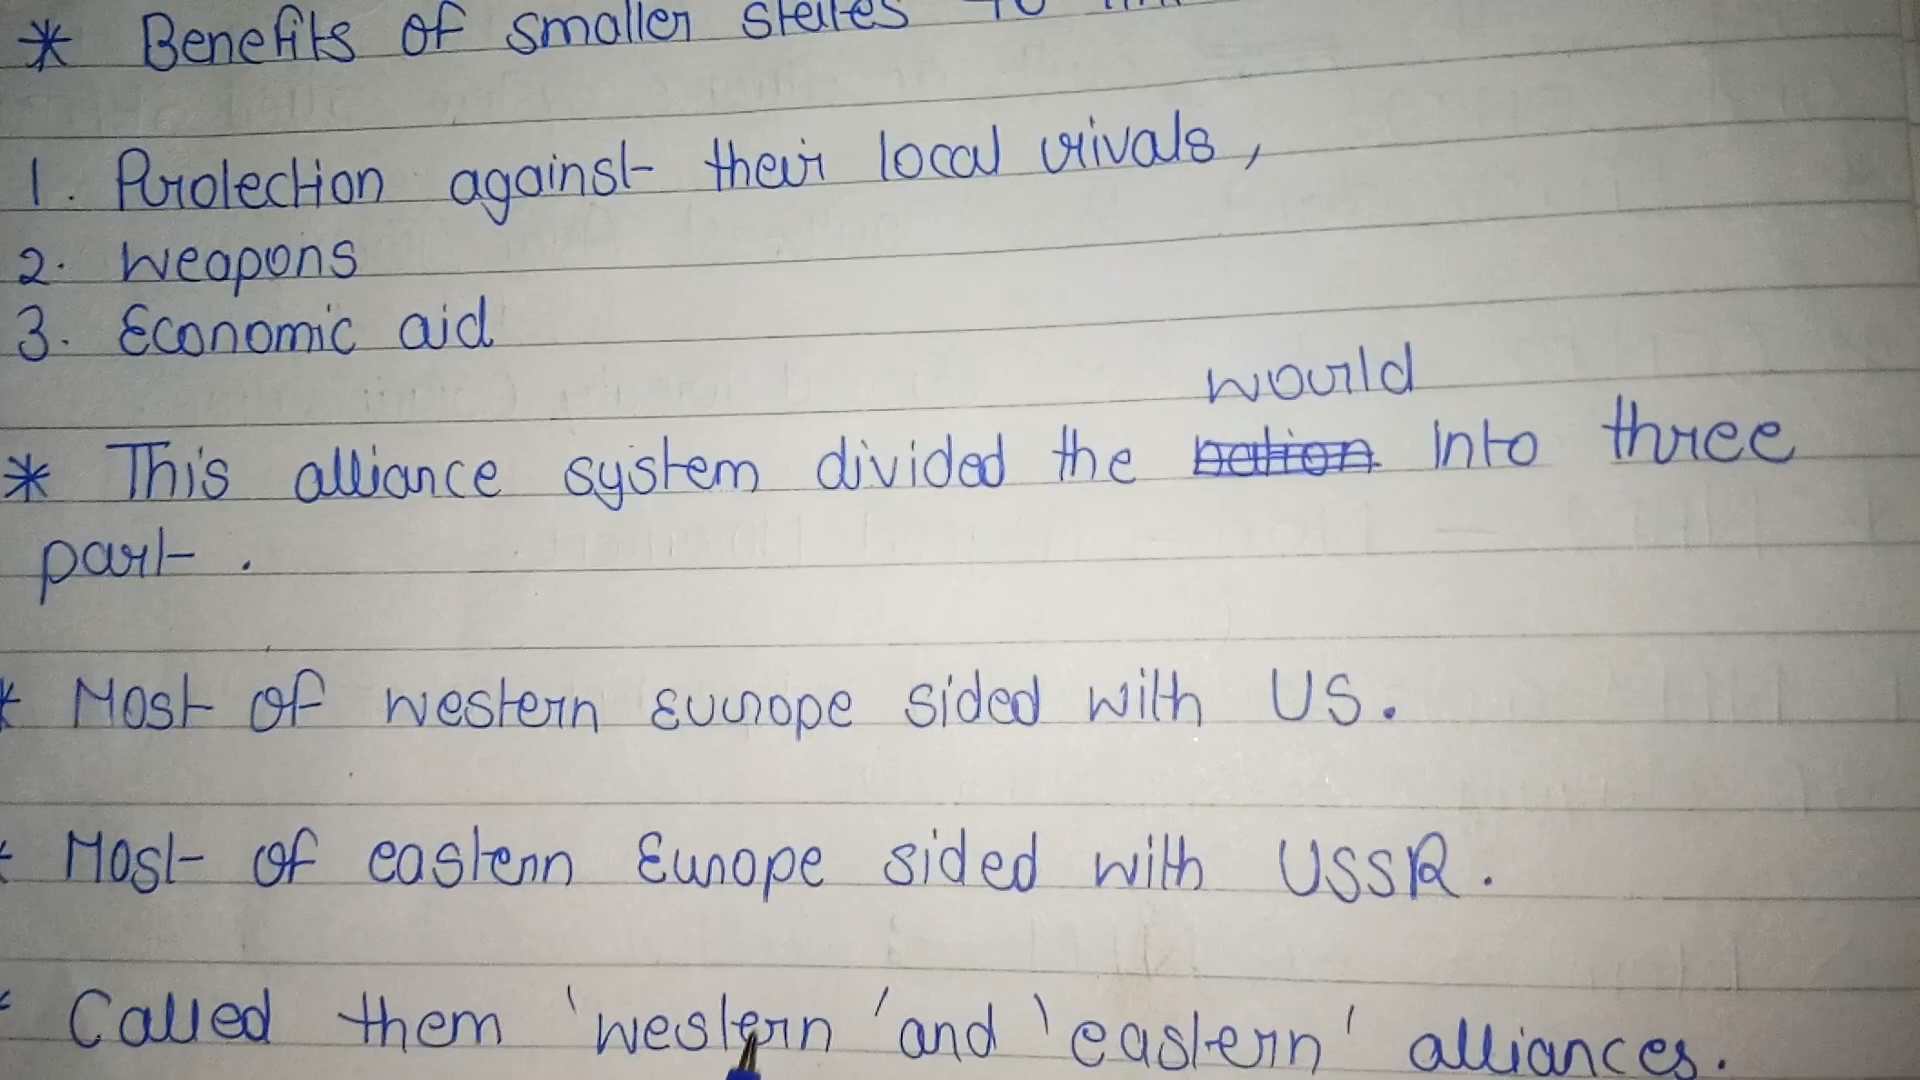 * Benefits of smaller states to
1. Protection against their local rivals,
2. Weapons
3. Economic aid
world
* This alliance system divided the nation into three
part.
* Most of western europe sided with US.
* Most of eastern Europe sided with USSR.
* Called them 'western' and 'eastern' alliances.